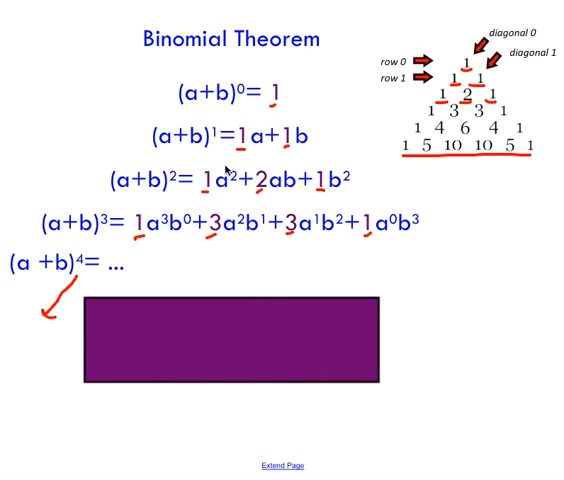 Binomial Theorem
(a+b)⁰= 1
(a+b)¹=1a+1b
(a+b)²= 1a²+2ab+1b²
(a+b)³= 1a³b⁰+3a²b¹+3a¹b²+1a⁰b³
(a +b)⁴= ...
diagonal 0
diagonal 1
row 0
1
row 1
1 1
1 2 1
1 3 3 1
1 4 6 4 1
1 5 10 10 5 1
Extend Page